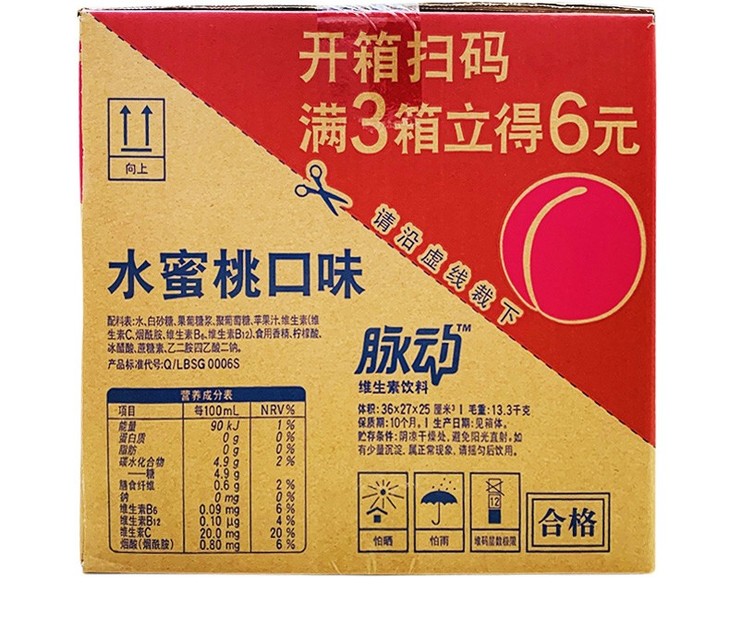 开箱扫码
满3箱立得6元
向上
请沿虚线裁下
水蜜桃口味
配料表:水、白砂糖、果葡糖浆、聚葡萄糖、苹果汁、维生素(维
生素C、烟酰胺、维生素B₆、维生素B₁₂)、食用香精、柠檬酸、
冰醋酸、蔗糖素、乙二胺四乙酸二钠。
产品标准代号:Q/LBSG 0006S
脉动™
维生素饮料
体积:36×27×25 厘米³ | 毛重:13.3千克
保质期:10个月。 | 生产日期:见箱体。
贮存条件:阴凉干燥处,避免阳光直射。如
有少量沉淀,属正常现象,请摇匀后饮用。
营养成分表
项目 每100mL NRV%
能量 90 kJ 1%
蛋白质 0 g 0%
脂肪 0 g 0%
碳水化合物 4.9 g 2%
——糖 4.9 g
膳食纤维 0.6 g 2%
钠 0 mg 0%
维生素B₆ 0.09 mg 6%
维生素B₁₂ 0.10 μg 4%
维生素C 20.0 mg 20%
烟酸(烟酰胺) 0.80 mg 6%
12
怕晒
怕雨
堆码层数极限
合格